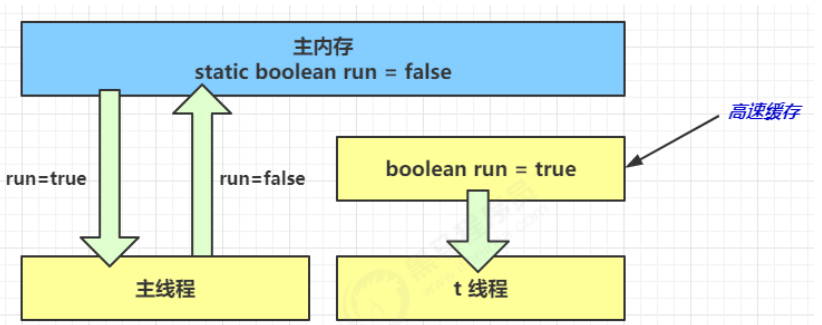 主内存
static boolean run = false
高速缓存
boolean run = true
run=true
run=false
主线程
t 线程